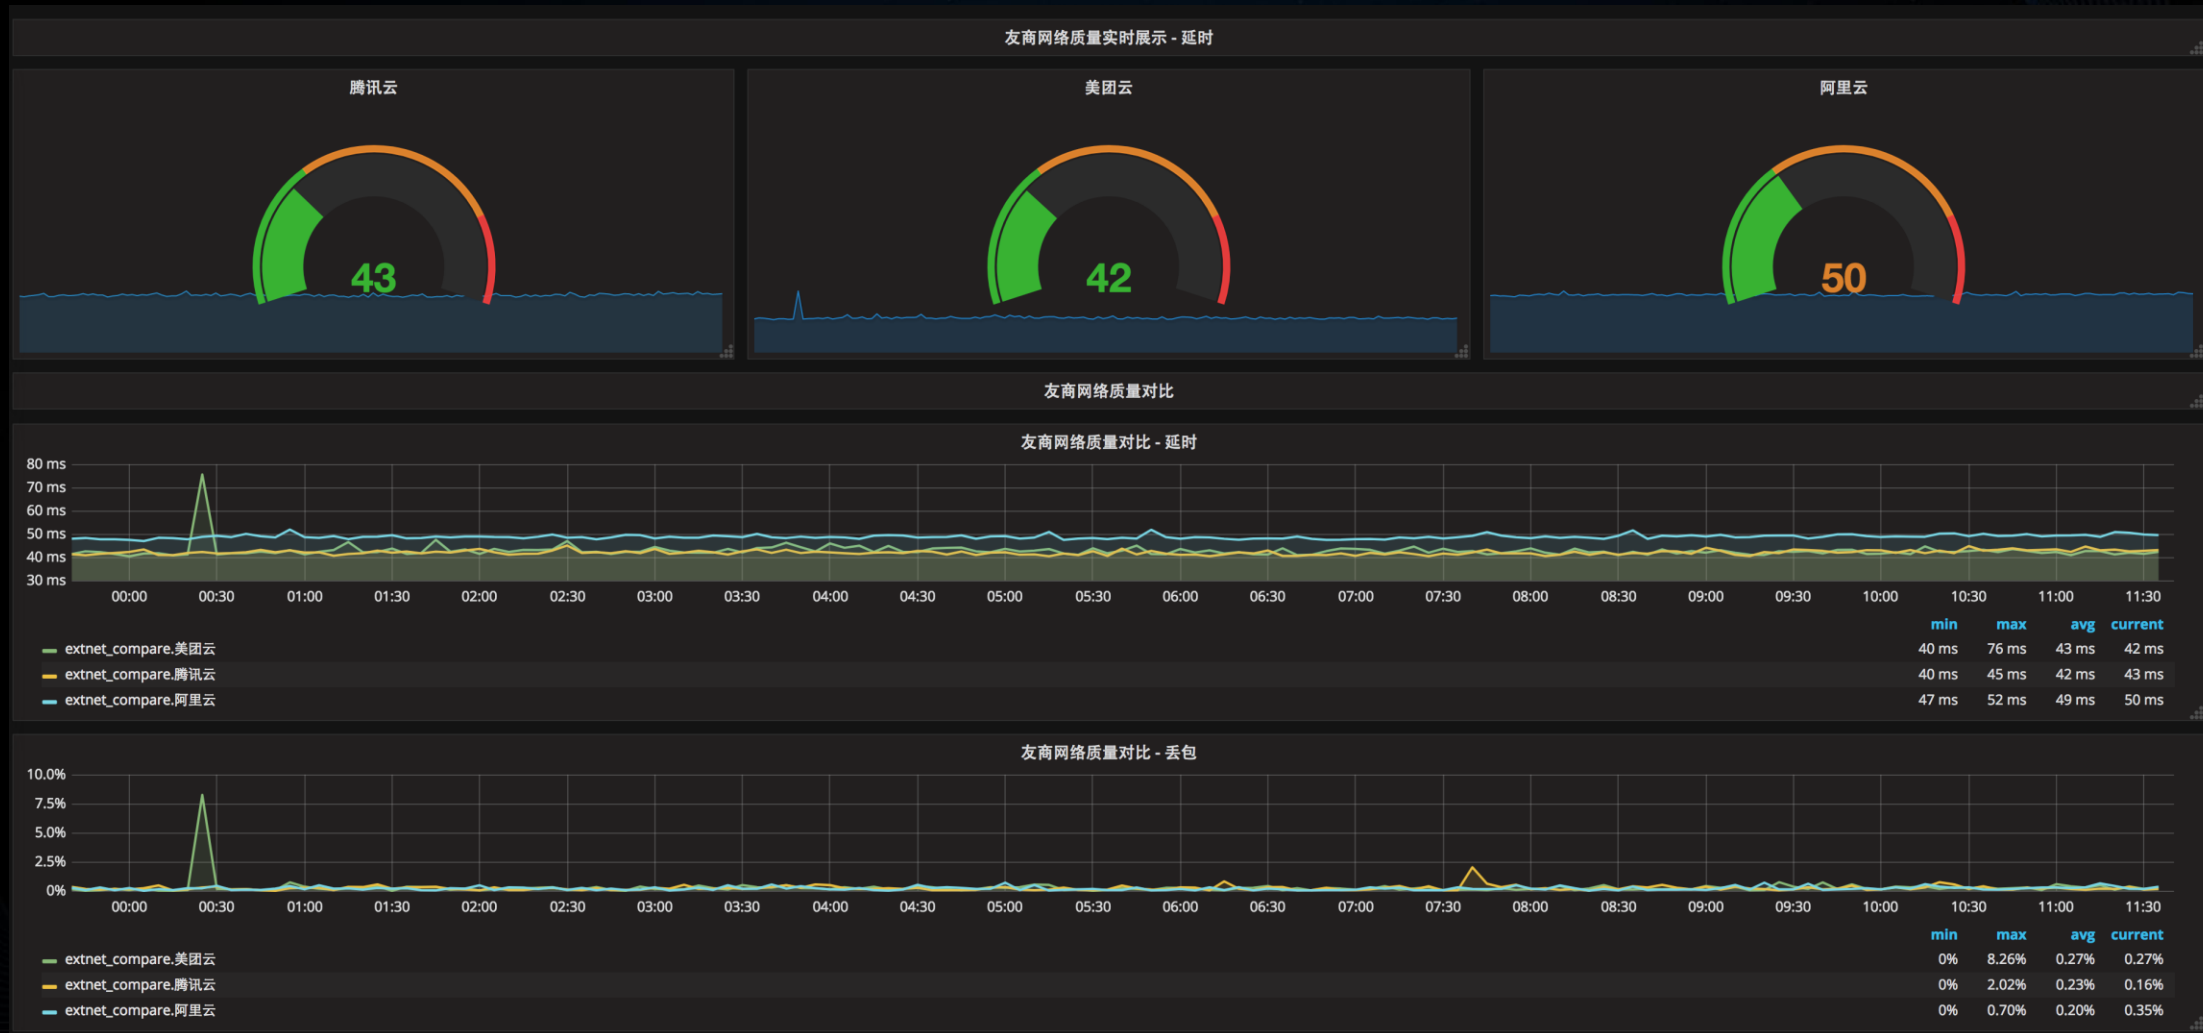 友商网络质量实时展示 - 延时
腾讯云 美团云 阿里云
43 42 50
友商网络质量对比
友商网络质量对比 - 延时
80 ms
70 ms
60 ms
50 ms
40 ms
30 ms
00:00 00:30 01:00 01:30 02:00 02:30 03:00 03:30 04:00 04:30 05:00 05:30 06:00 06:30 07:00 07:30 08:00 08:30 09:00 09:30 10:00 10:30 11:00 11:30
min max avg current
extnet_compare.美团云 40 ms 76 ms 43 ms 42 ms
extnet_compare.腾讯云 40 ms 45 ms 42 ms 43 ms
extnet_compare.阿里云 47 ms 52 ms 49 ms 50 ms
友商网络质量对比 - 丢包
10.0%
7.5%
5.0%
2.5%
0%
00:00 00:30 01:00 01:30 02:00 02:30 03:00 03:30 04:00 04:30 05:00 05:30 06:00 06:30 07:00 07:30 08:00 08:30 09:00 09:30 10:00 10:30 11:00 11:30
min max avg current
extnet_compare.美团云 0% 8.26% 0.27% 0.27%
extnet_compare.腾讯云 0% 2.02% 0.23% 0.16%
extnet_compare.阿里云 0% 0.70% 0.20% 0.35%